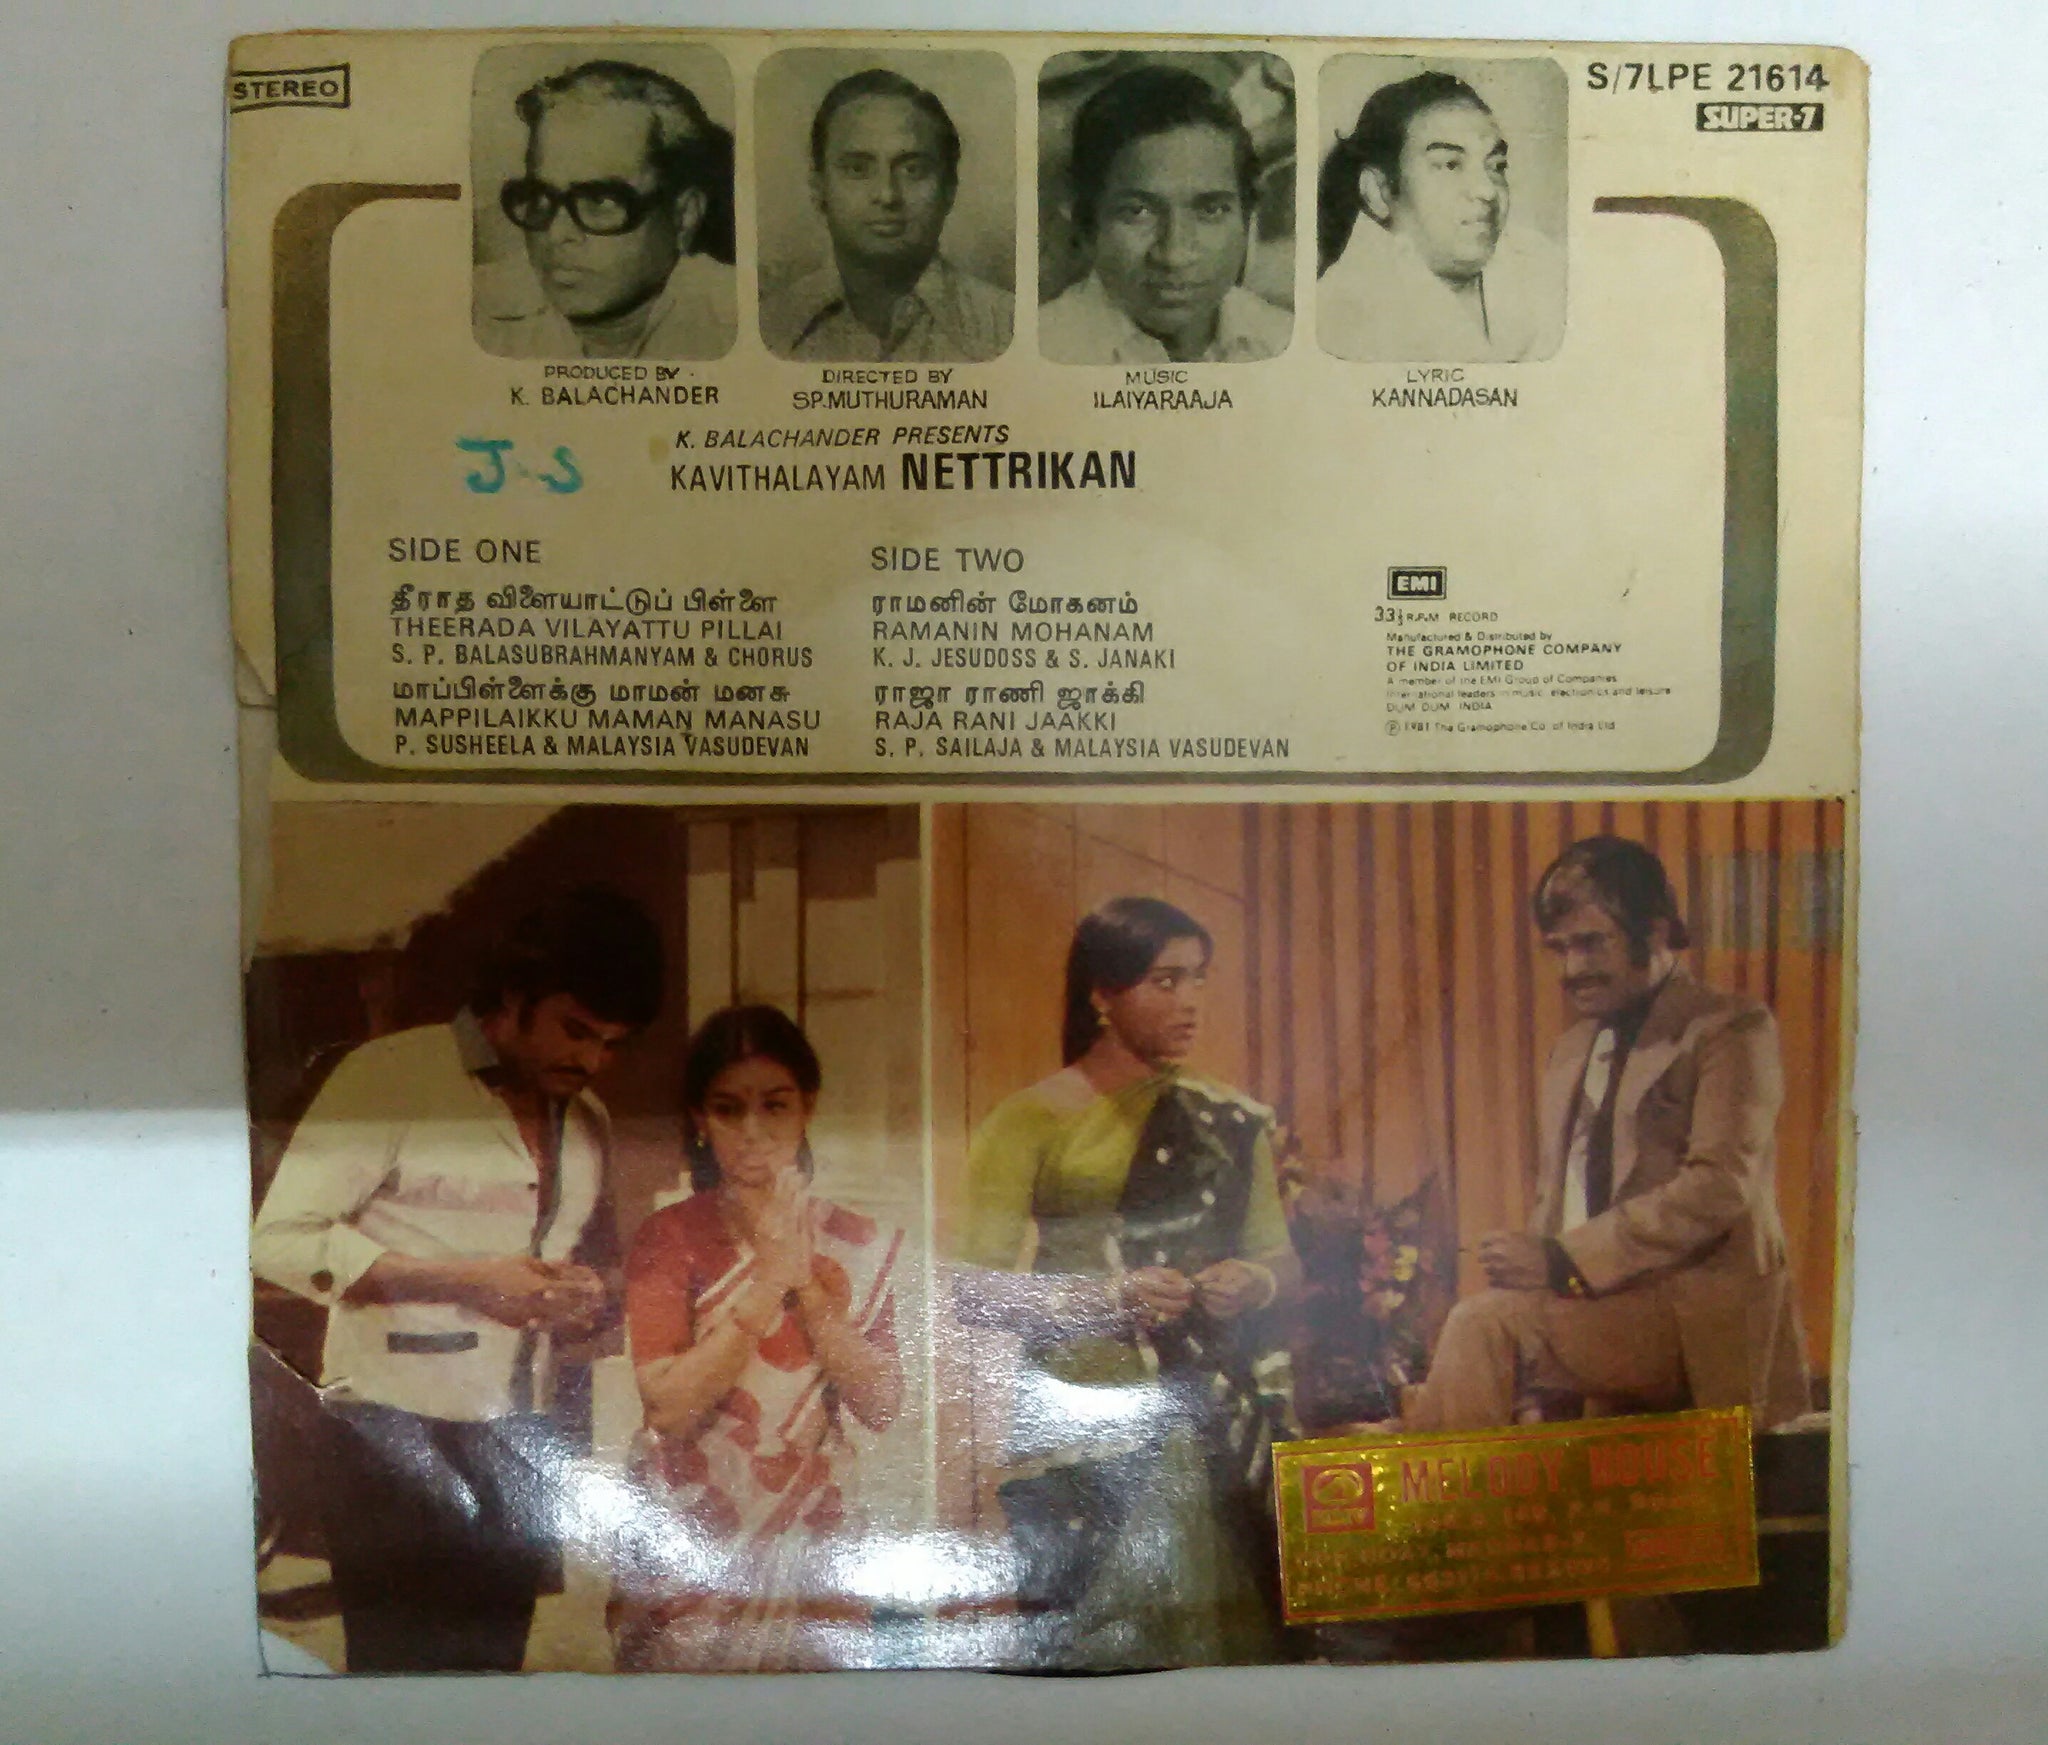 STEREO
S/7LPE 21614
SUPER-7
PRODUCED BY
K. BALACHANDER
DIRECTED BY
SP.MUTHURAMAN
MUSIC
ILAIYARAAJA
LYRIC
KANNADASAN
K. BALACHANDER PRESENTS
KAVITHALAYAM NETTRIKAN
J-S
SIDE ONE
தீராத விளையாட்டுப் பிள்ளை
THEERADA VILAYATTU PILLAI
S. P. BALASUBRAHMANYAM & CHORUS
மாப்பிள்ளைக்கு மாமன் மனசு
MAPPILAIKKU MAMAN MANASU
P. SUSHEELA & MALAYSIA VASUDEVAN
SIDE TWO
ராமனின் மோகனம்
RAMANIN MOHANAM
K. J. JESUDOSS & S. JANAKI
ராஜா ராணி ஜாக்கி
RAJA RANI JAAKKI
S. P. SAILAJA & MALAYSIA VASUDEVAN
EMI
33⅓ R.P.M RECORD
Manufactured & Distributed by
THE GRAMOPHONE COMPANY
OF INDIA LIMITED
A member of the EMI Group of Companies
International leaders in music, electronics and leisure
DUM DUM INDIA
Ⓟ 1981 The Gramophone Co. of India Ltd
MELODY HOUSE